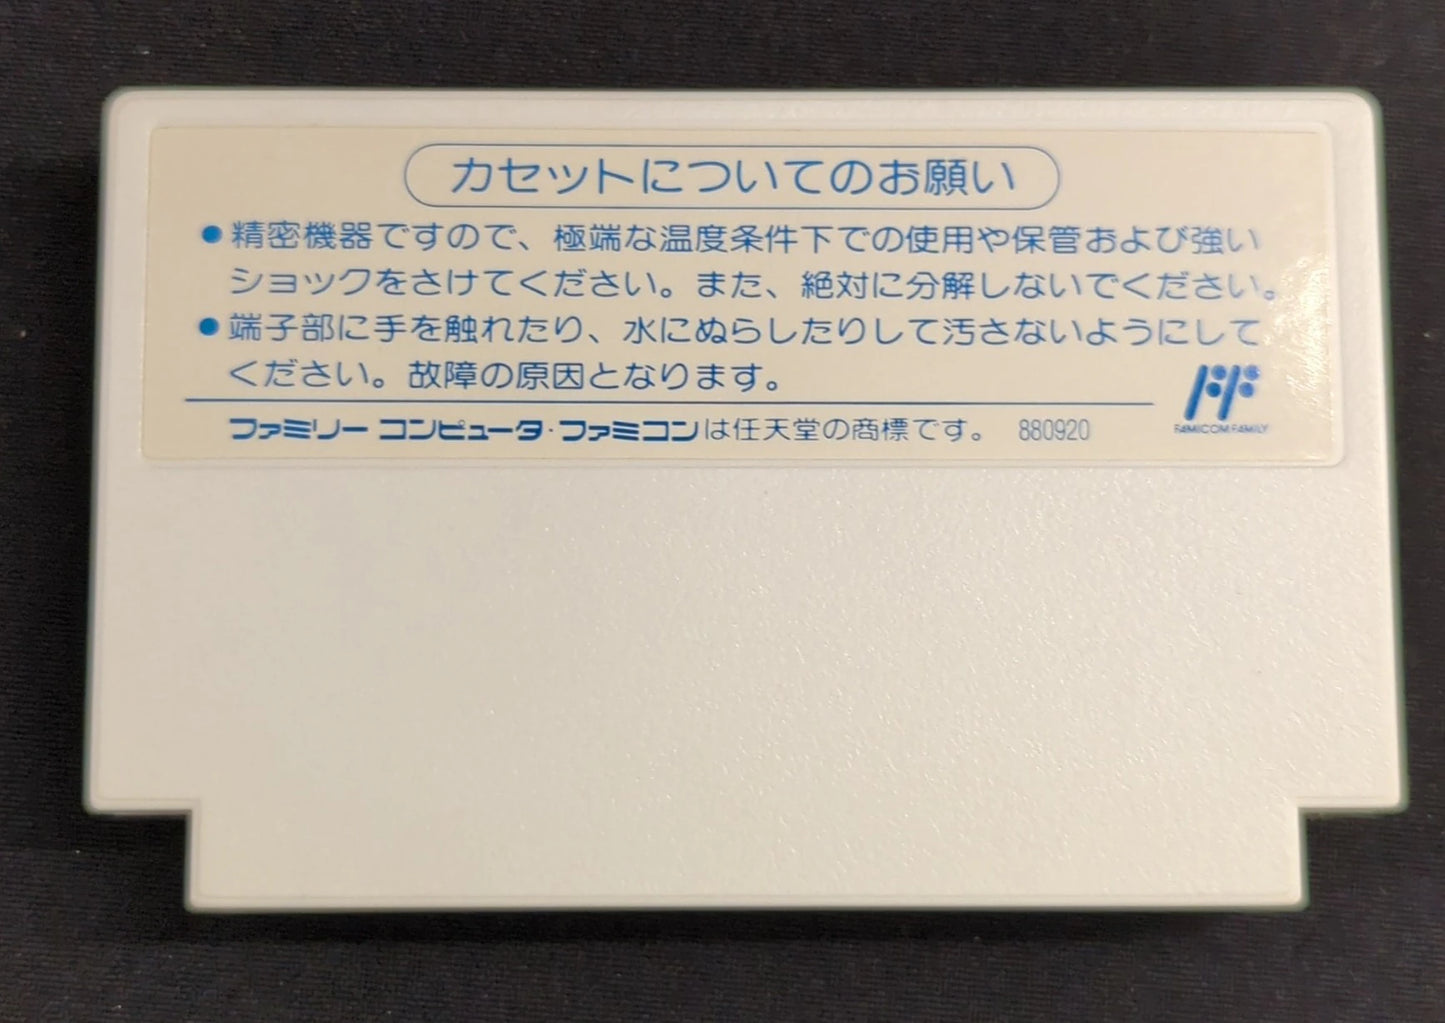 カセットについてのお願い
●精密機器ですので、極端な温度条件下での使用や保管および強い
ショックをさけてください。また、絶対に分解しないでください。
●端子部に手を触れたり、水にぬらしたりして汚さないようにして
ください。故障の原因となります。
ファミリー コンピュータ・ファミコンは任天堂の商標です。 880920
FF
FAMICOM FAMILY